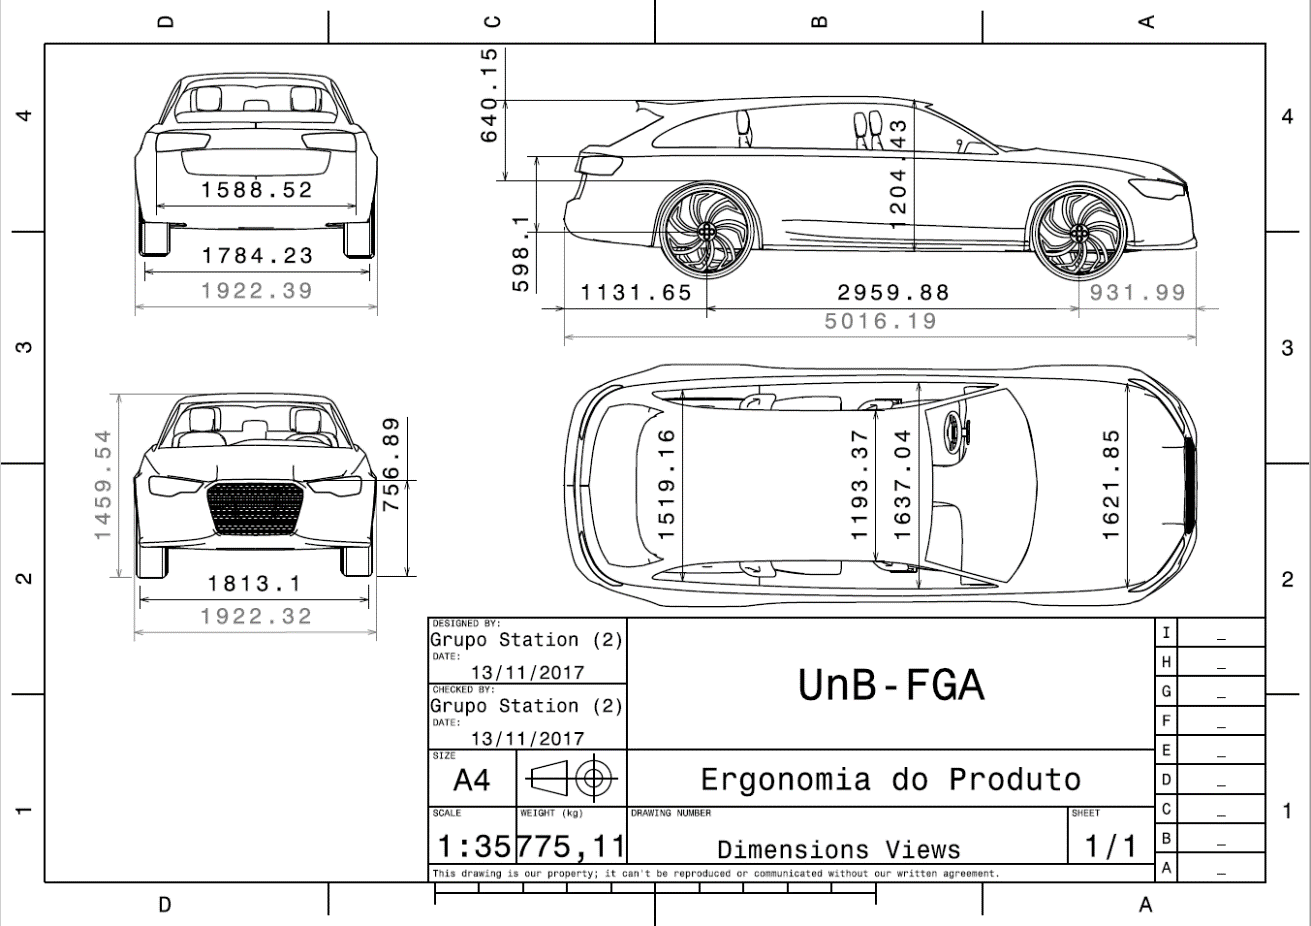 D
C
B
A
4
4
3
3
2
2
1
1
640.15
1204.43
598.1
1588.52
1784.23
1922.39
1131.65
2959.88
931.99
5016.19
1459.54
756.89
1813.1
1922.32
1519.16
1193.37
1637.04
1621.85
DESIGNED BY:
Grupo Station (2)
DATE:
13/11/2017
CHECKED BY:
Grupo Station (2)
DATE:
13/11/2017
UnB-FGA
SIZE
A4
Ergonomia do Produto
SCALE
1:35
WEIGHT (kg)
775,11
DRAWING NUMBER
Dimensions Views
SHEET
1/1
This drawing is our property; it can't be reproduced or communicated without our written agreement.
I _
H _
G _
F _
E _
D _
C _
B _
A _
D
A